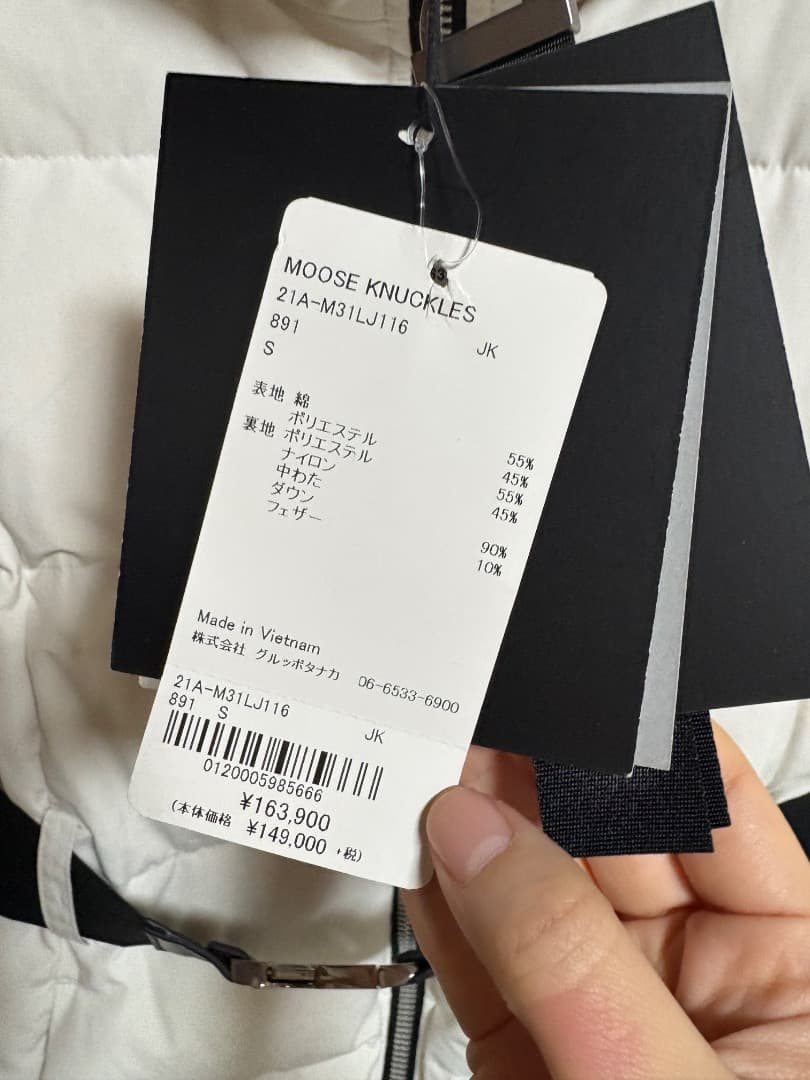 MOOSE KNUCKLES
21A-M31LJ116
891 JK
S
表地 綿 55%
ポリエステル 45%
裏地 ポリエステル 55%
ナイロン 45%
中わた
ダウン 90%
フェザー 10%
Made in Vietnam
株式会社 グルッポタナカ 06-6533-6900
21A-M31LJ116
891 S JK
0120005985666
¥163,900
(本体価格 ¥149,000 +税)